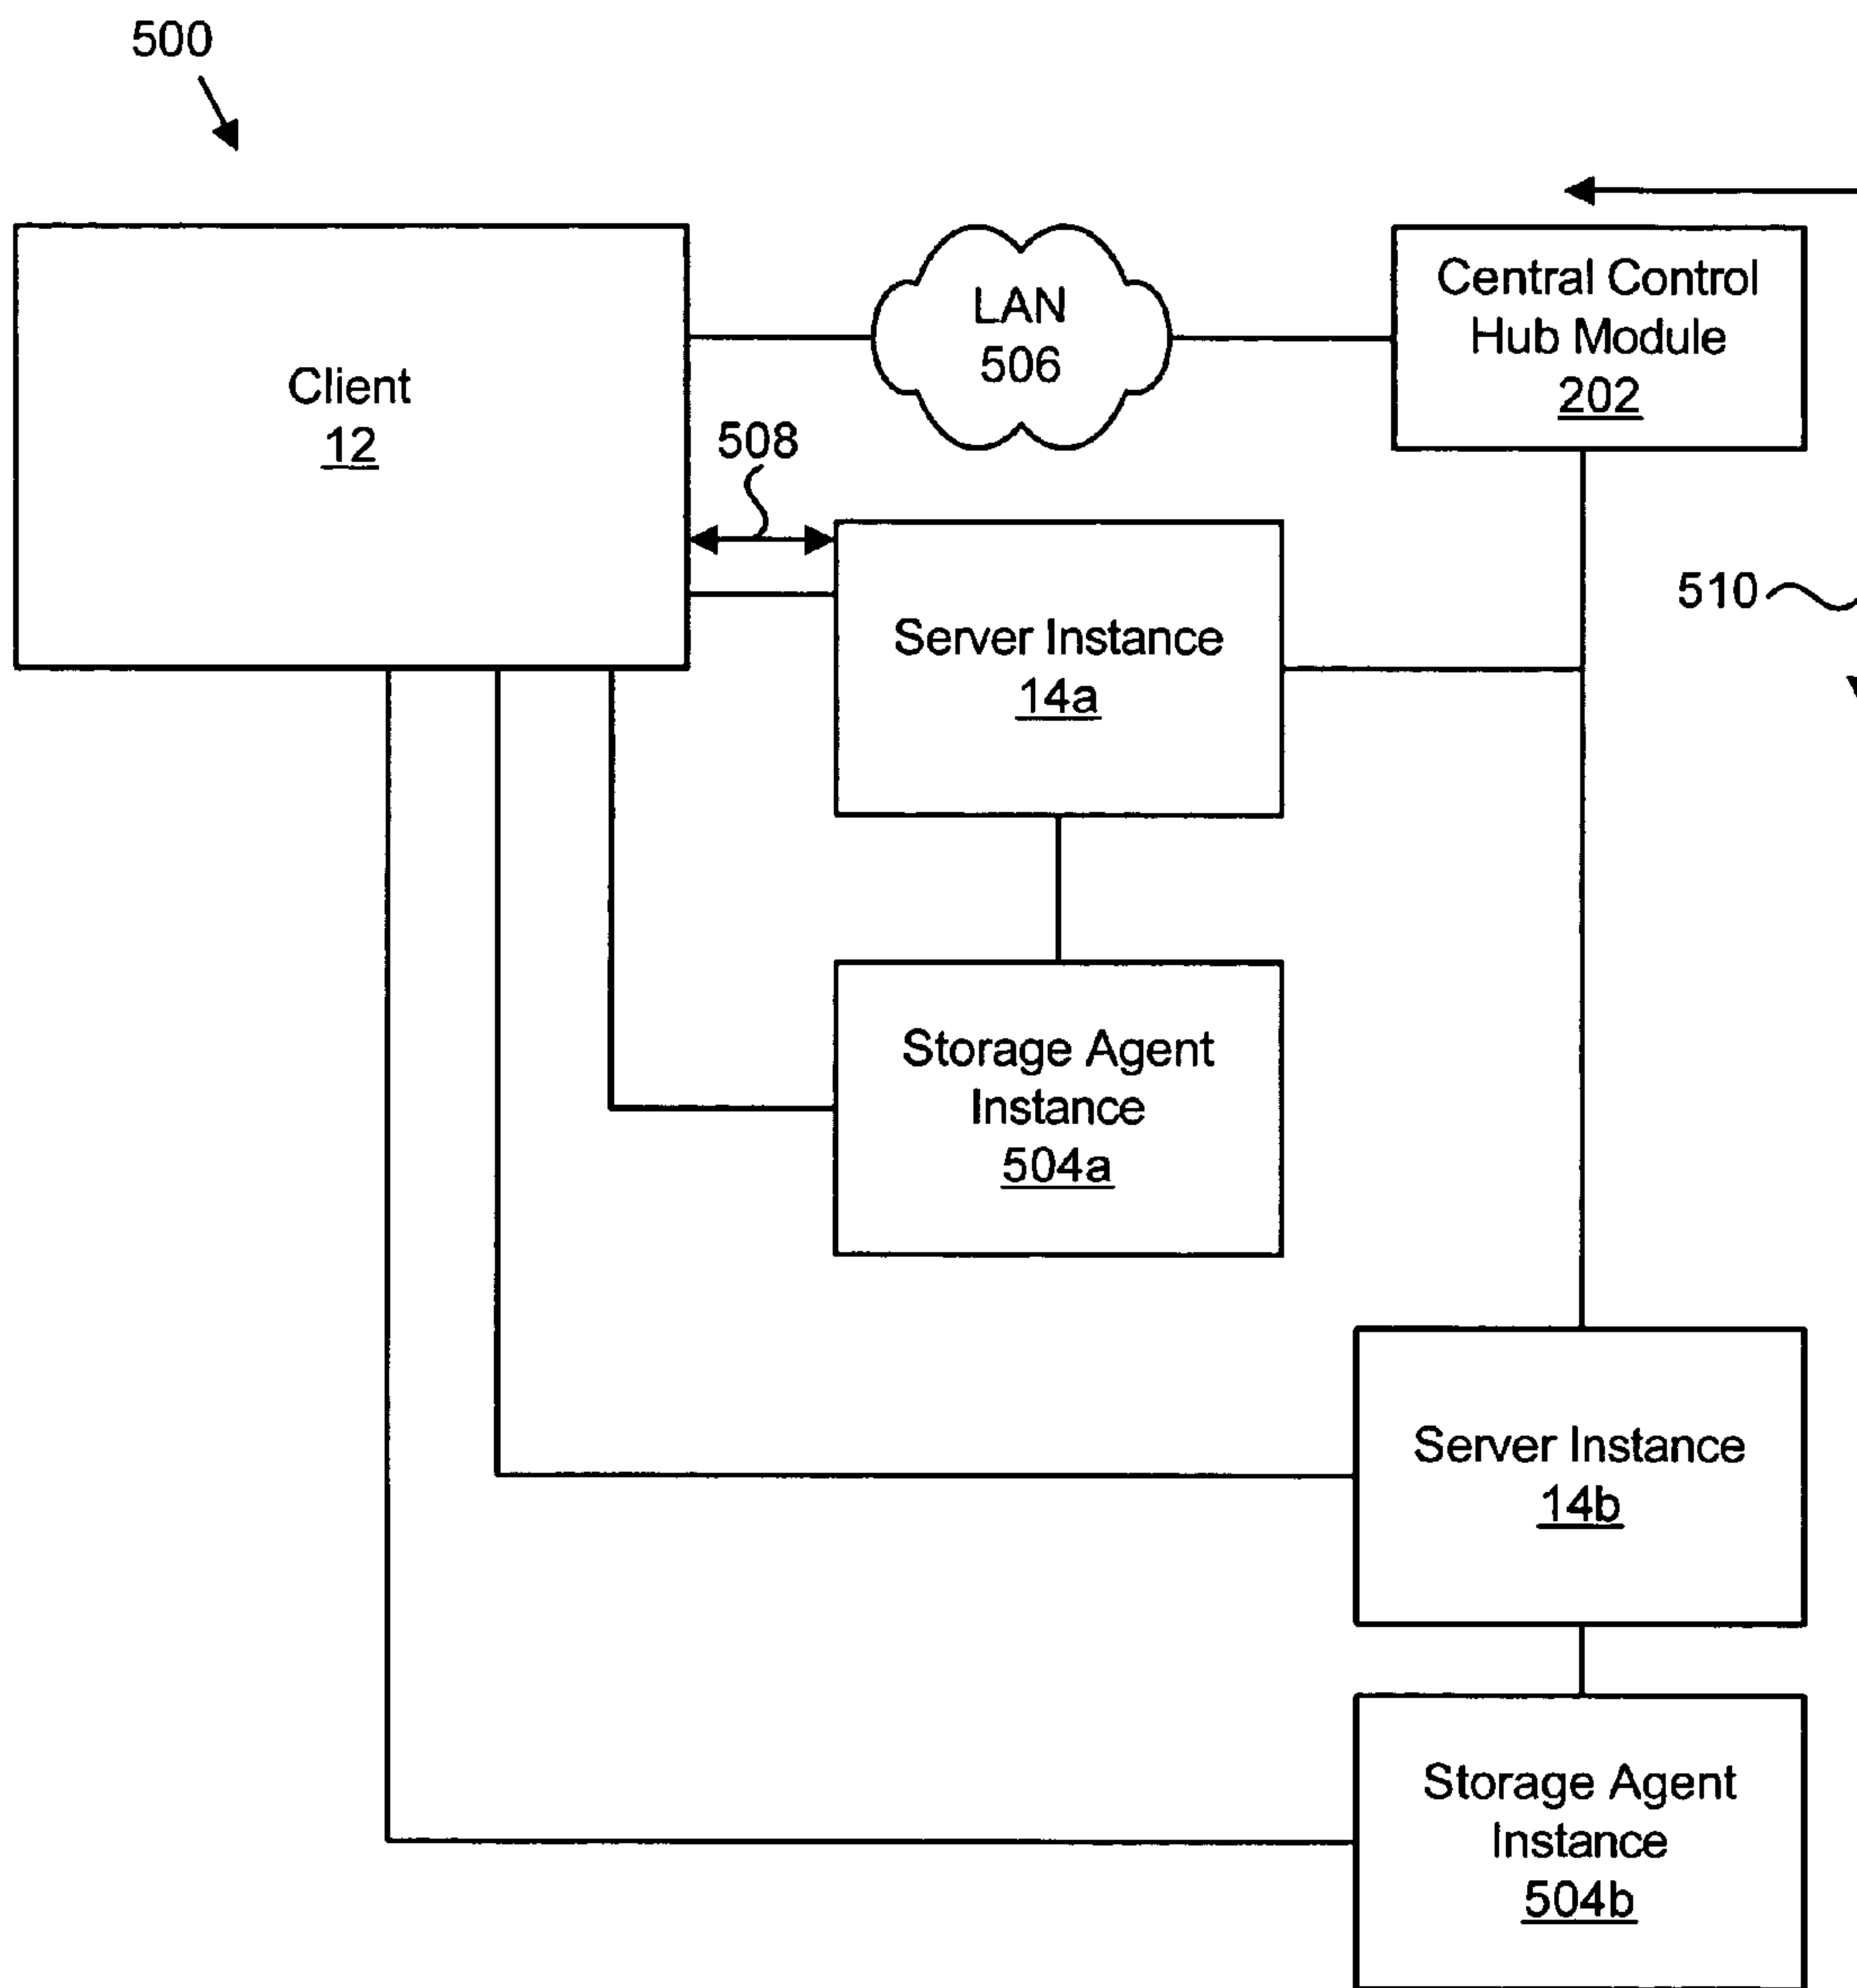 500
Client
12
LAN
506
Central Control
Hub Module
202
508
510
Server Instance
14a
Storage Agent
Instance
504a
Server Instance
14b
Storage Agent
Instance
504b